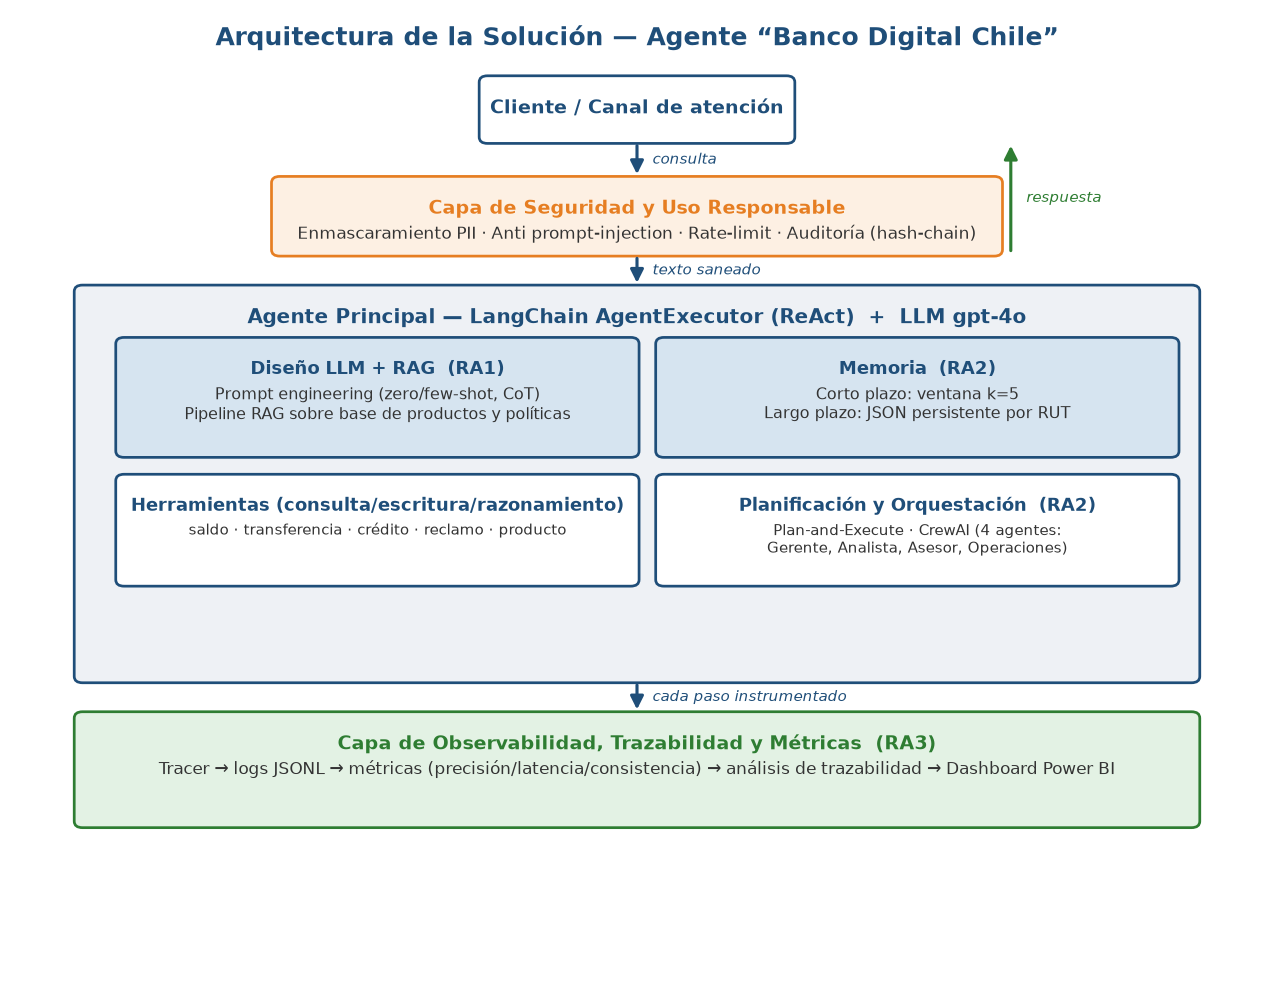 Arquitectura de la Solución — Agente “Banco Digital Chile”
Cliente / Canal de atención
consulta
respuesta
Capa de Seguridad y Uso Responsable
Enmascaramiento PII · Anti prompt-injection · Rate-limit · Auditoría (hash-chain)
texto saneado
Agente Principal — LangChain AgentExecutor (ReAct)  +  LLM gpt-4o
Diseño LLM + RAG  (RA1)
Prompt engineering (zero/few-shot, CoT)
Pipeline RAG sobre base de productos y políticas
Memoria  (RA2)
Corto plazo: ventana k=5
Largo plazo: JSON persistente por RUT
Herramientas (consulta/escritura/razonamiento)
saldo · transferencia · crédito · reclamo · producto
Planificación y Orquestación  (RA2)
Plan-and-Execute · CrewAI (4 agentes:
Gerente, Analista, Asesor, Operaciones)
cada paso instrumentado
Capa de Observabilidad, Trazabilidad y Métricas  (RA3)
Tracer → logs JSONL → métricas (precisión/latencia/consistencia) → análisis de trazabilidad → Dashboard Power BI